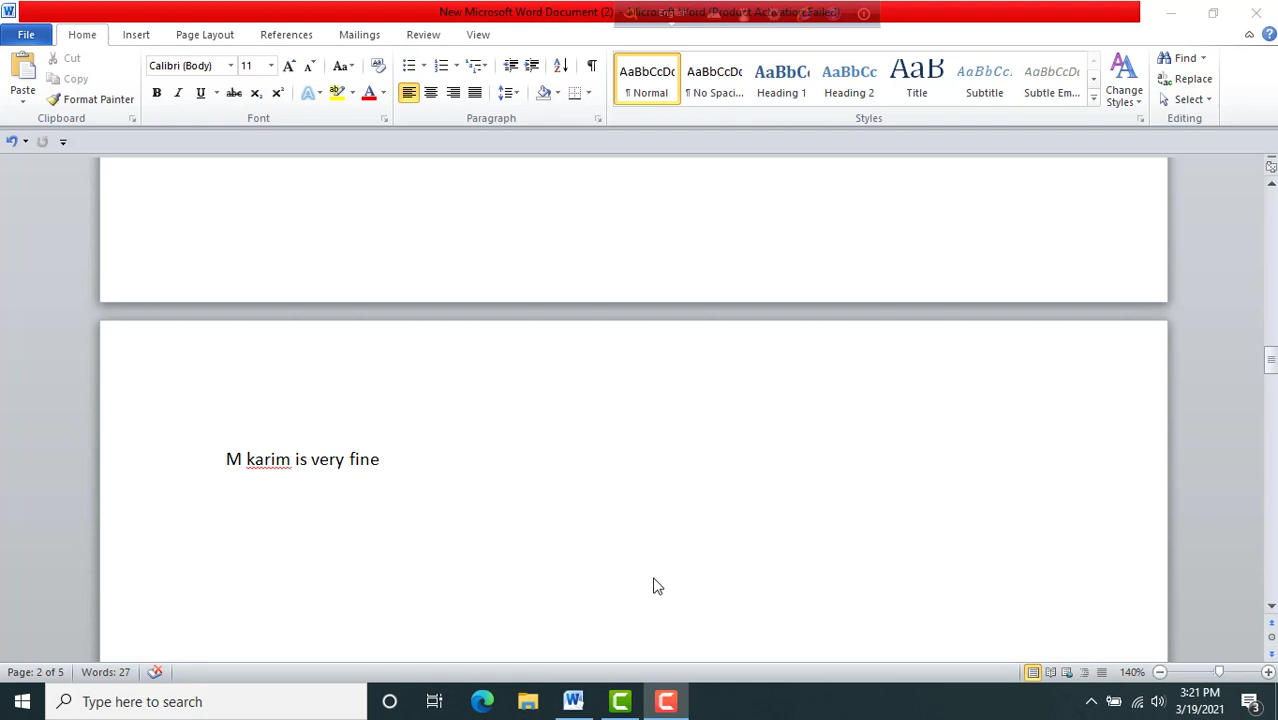 New Microsoft Word Document (2) - Microsoft Word (Product Activation Failed)
English
File Home Insert Page Layout References Mailings Review View
Paste
Cut
Copy
Format Painter
Clipboard
Calibri (Body) 11
Font
Paragraph
AaBbCcDc AaBbCcDc AaBbCc AaBbCc AaB AaBbCc. AaBbCcDc
¶ Normal ¶ No Spaci... Heading 1 Heading 2 Title Subtitle Subtle Em...
Change
Styles
Styles
Find
Replace
Select
Editing
M karim is very fine
Page: 2 of 5 Words: 27 140%
Type here to search
3:21 PM
3/19/2021
3